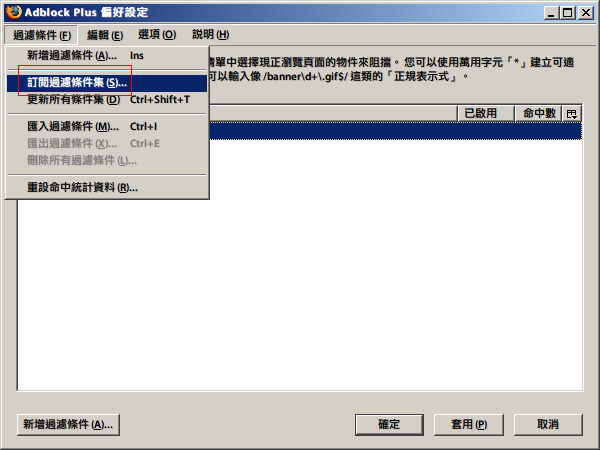 Adblock Plus 偏好設定
過濾條件 (F) 編輯 (E) 選項 (O) 說明 (H)
新增過濾條件 (A)... Ins
清單中選擇現正瀏覽頁面的物件來阻擋。您可以使用萬用字元「*」建立可適
訂閱過濾條件集 (S)...
可以輸入像 /banner\d+\.gif$/ 這類的「正規表示式」。
更新所有條件集 (D) Ctrl+Shift+T
已啟用 命中數
匯入過濾條件 (M)... Ctrl+I
匯出過濾條件 (X)... Ctrl+E
刪除所有過濾條件 (L)...
重設命中統計資料 (R)...
新增過濾條件 (A)... 確定 套用 (P) 取消